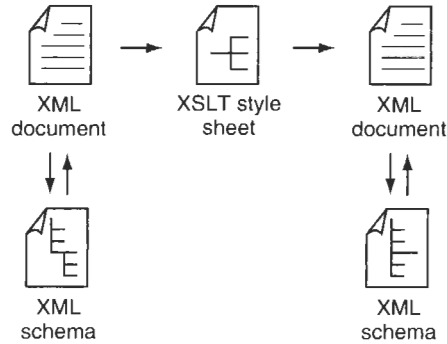 XML
document
XSLT style
sheet
XML
document
XML
schema
XML
schema